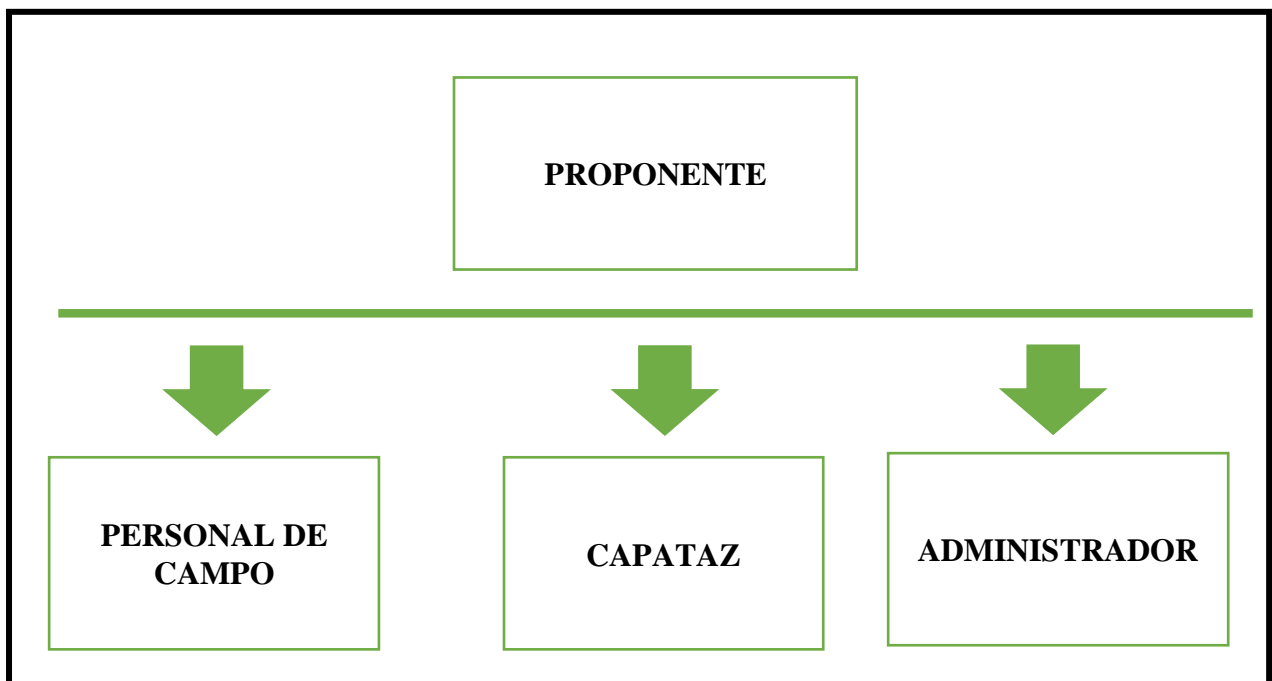 PROPONENTE
PERSONAL DE
CAMPO
CAPATAZ
ADMINISTRADOR